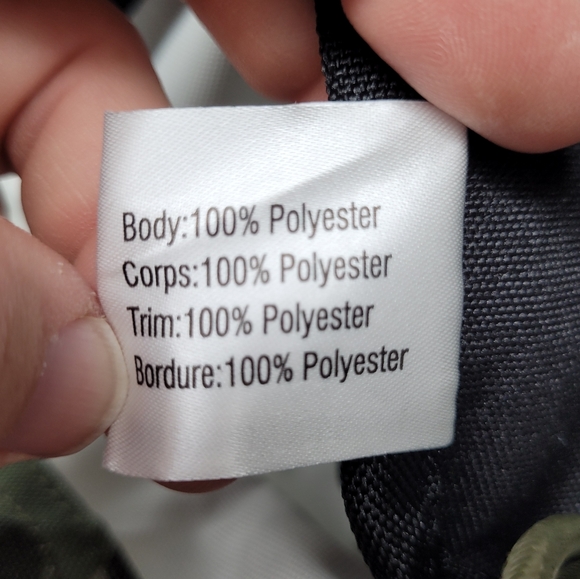 Body:100% Polyester
Corps:100% Polyester
Trim:100% Polyester
Bordure:100% Polyester